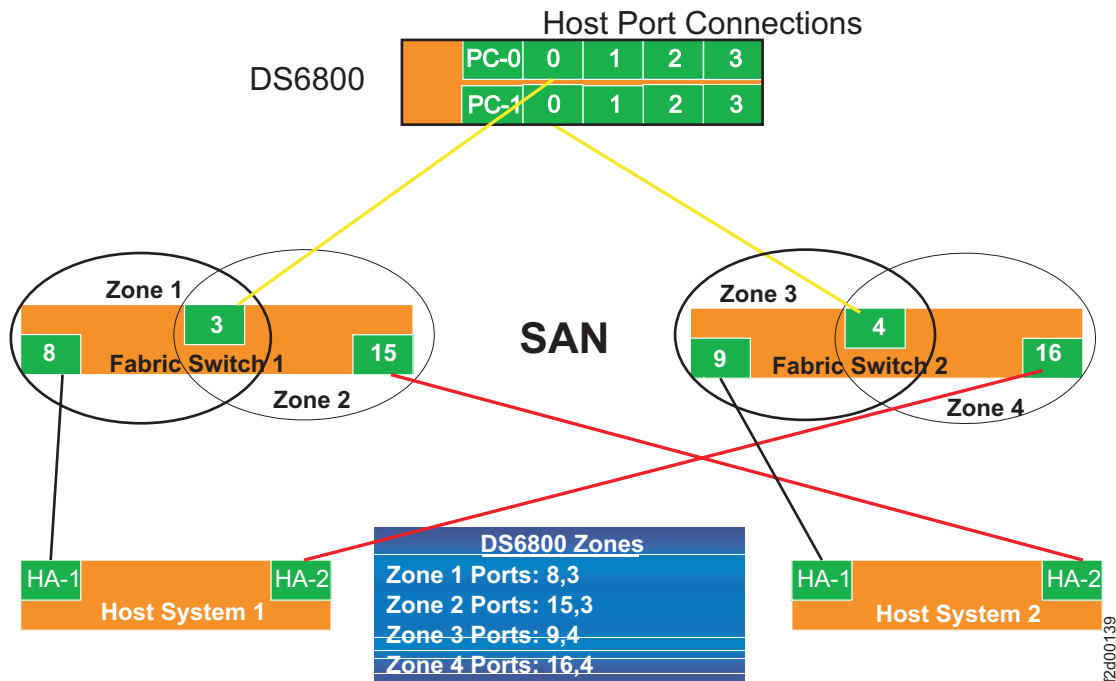 Host Port Connections
DS6800
PC-0 0 1 2 3
PC-1 0 1 2 3
Zone 1
3
8
15
Fabric Switch 1
Zone 2
SAN
Zone 3
4
9
16
Fabric Switch 2
Zone 4
HA-1
HA-2
Host System 1
DS6800 Zones
Zone 1 Ports: 8,3
Zone 2 Ports: 15,3
Zone 3 Ports: 9,4
Zone 4 Ports: 16,4
HA-1
HA-2
Host System 2
f2d00139